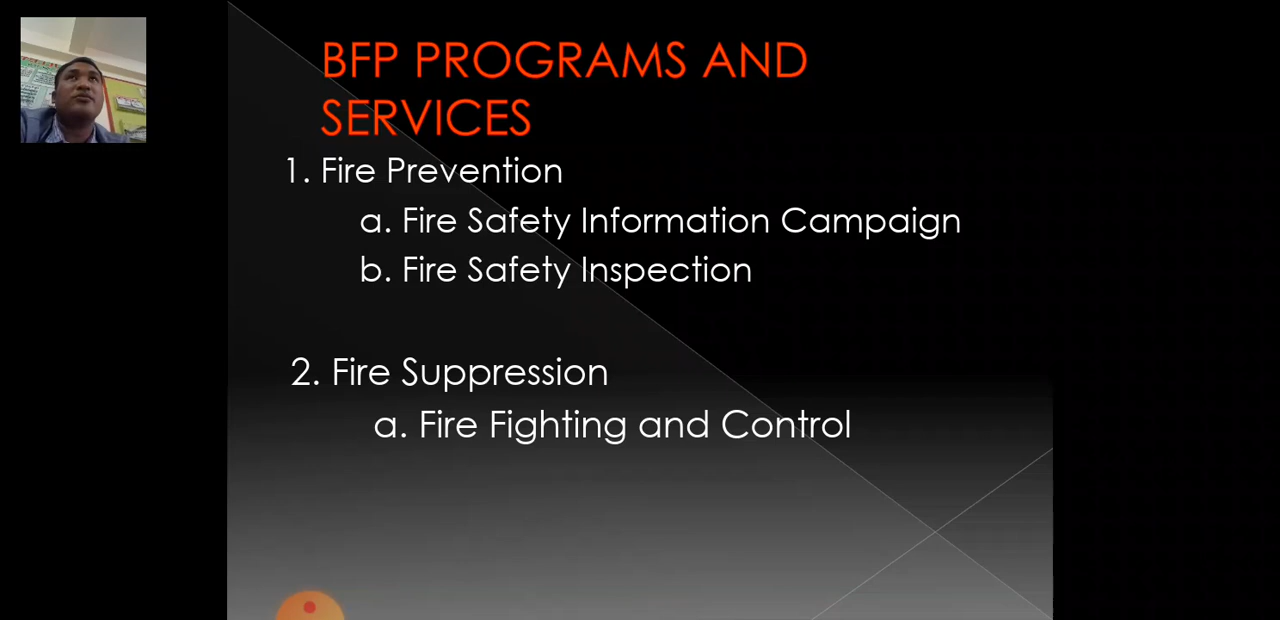 BFP PROGRAMS AND
SERVICES
1. Fire Prevention
a. Fire Safety Information Campaign
b. Fire Safety Inspection
2. Fire Suppression
a. Fire Fighting and Control